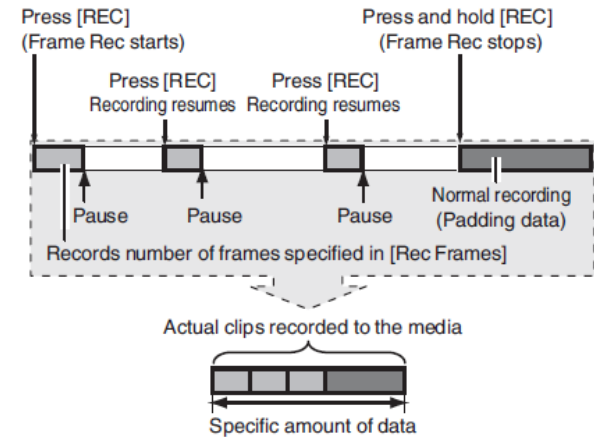 Press [REC]
(Frame Rec starts)
Press and hold [REC]
(Frame Rec stops)
Press [REC]
Recording resumes
Press [REC]
Recording resumes
Pause
Pause
Pause
Normal recording
(Padding data)
Records number of frames specified in [Rec Frames]
Actual clips recorded to the media
Specific amount of data